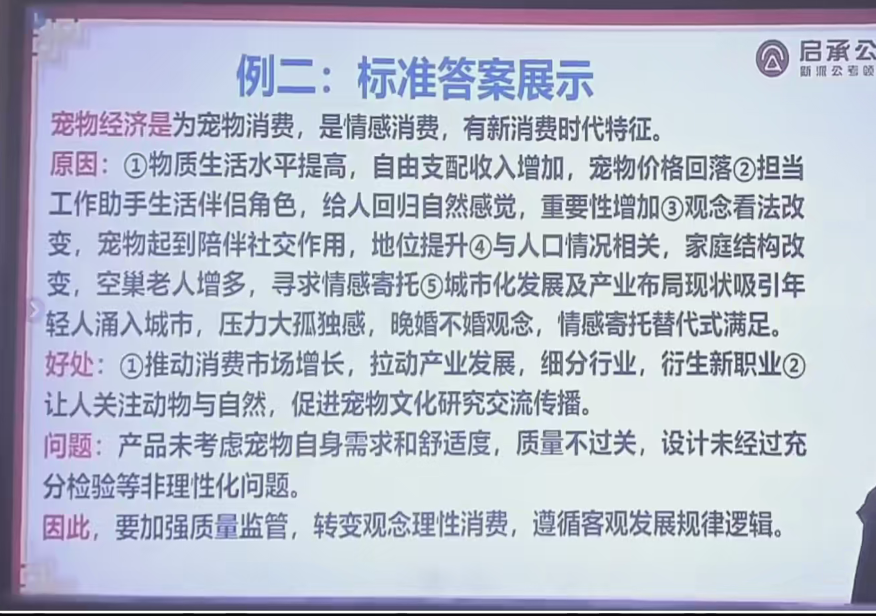 启承公
新派公考领
例二：标准答案展示
宠物经济是为宠物消费，是情感消费，有新消费时代特征。
原因：①物质生活水平提高，自由支配收入增加，宠物价格回落②担当
工作助手生活伴侣角色，给人回归自然感觉，重要性增加③观念看法改
变，宠物起到陪伴社交作用，地位提升④与人口情况相关，家庭结构改
变，空巢老人增多，寻求情感寄托⑤城市化发展及产业布局现状吸引年
轻人涌入城市，压力大孤独感，晚婚不婚观念，情感寄托替代式满足。
好处：①推动消费市场增长，拉动产业发展，细分行业，衍生新职业②
让人关注动物与自然，促进宠物文化研究交流传播。
问题：产品未考虑宠物自身需求和舒适度，质量不过关，设计未经过充
分检验等非理性化问题。
因此，要加强质量监管，转变观念理性消费，遵循客观发展规律逻辑。